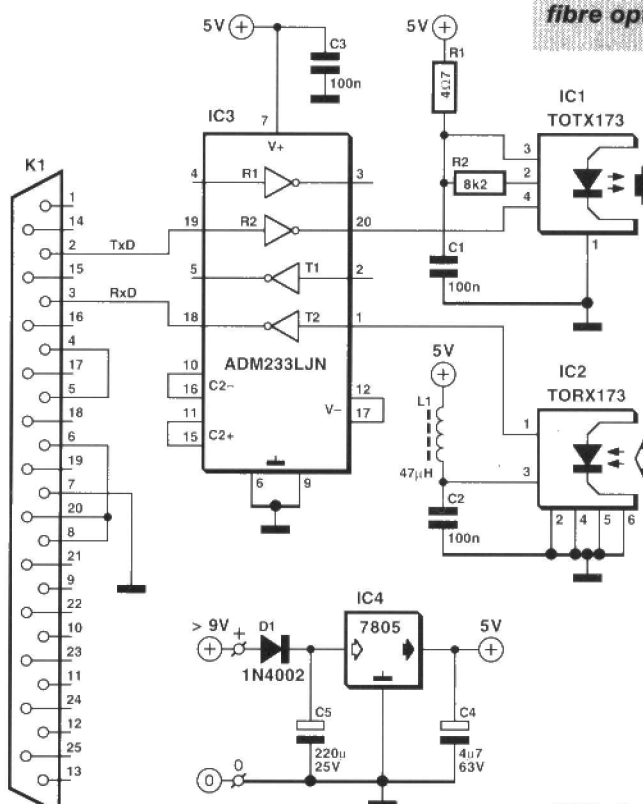 fibre op
5V
C3
100n
5V
R1
4Ω7
IC1
TOTX173
3
R2
2
8k2
4
1
C1
100n
K1
1
14
2
TxD
15
3
RxD
16
4
17
5
18
6
19
7
20
8
21
9
22
10
23
11
24
12
25
13
IC3
7
V+
4
R1
3
19
R2
20
5
T1
2
18
T2
1
ADM233LJN
10
C2–
16
11
C2+
15
12
V–
17
6
9
5V
L1
47µH
C2
100n
IC2
TORX173
1
3
2
4
5
6
IC4
> 9V
+
D1
1N4002
7805
5V
C5
220u
25V
C4
4u7
63V
0
0